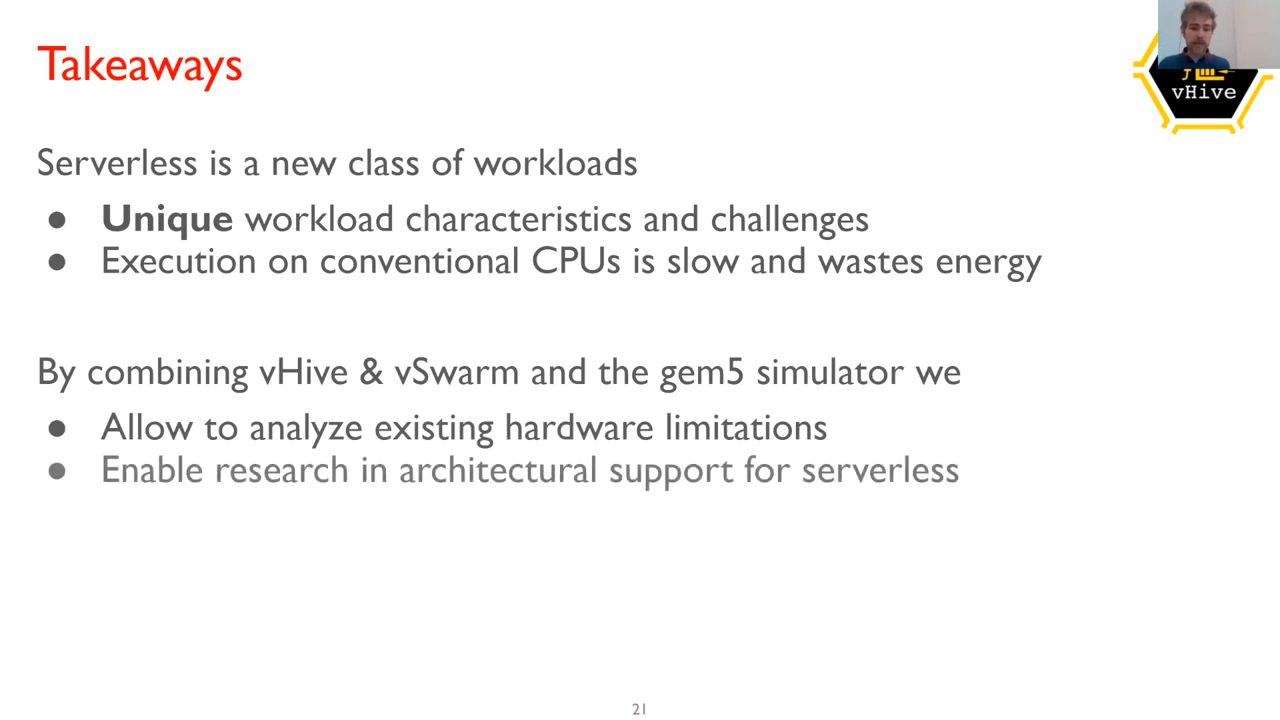 Takeaways
vHive
Serverless is a new class of workloads
● Unique workload characteristics and challenges
● Execution on conventional CPUs is slow and wastes energy
By combining vHive & vSwarm and the gem5 simulator we
● Allow to analyze existing hardware limitations
● Enable research in architectural support for serverless
21